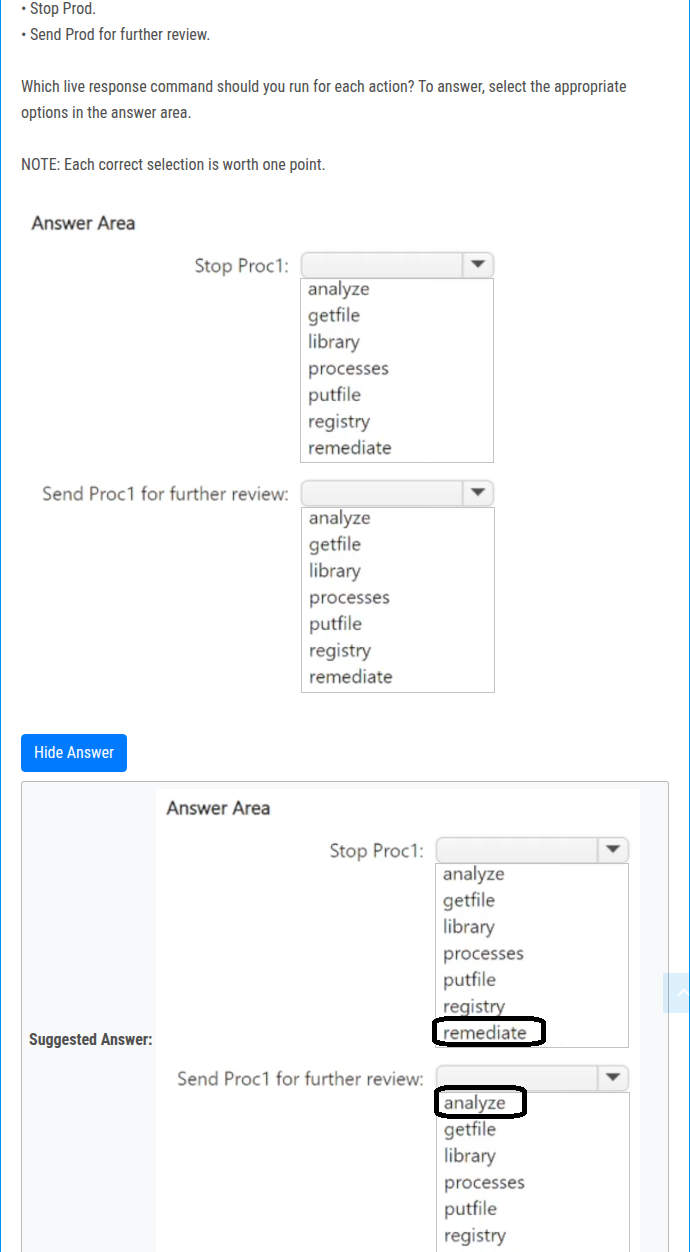 • Stop Prod.
• Send Prod for further review.
Which live response command should you run for each action? To answer, select the appropriate
options in the answer area.
NOTE: Each correct selection is worth one point.
Answer Area
Stop Proc1:
analyze
getfile
library
processes
putfile
registry
remediate
Send Proc1 for further review:
analyze
getfile
library
processes
putfile
registry
remediate
Hide Answer
Suggested Answer:
Answer Area
Stop Proc1:
analyze
getfile
library
processes
putfile
registry
remediate
Send Proc1 for further review:
analyze
getfile
library
processes
putfile
registry